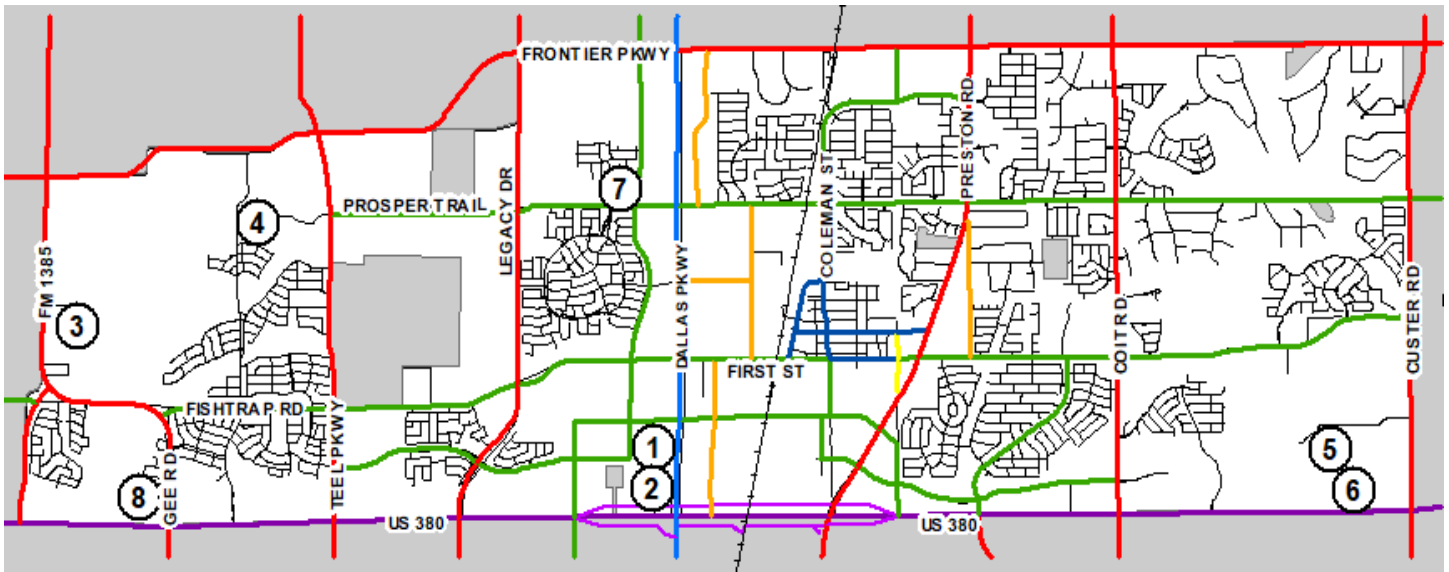 FRONTIER PKWY
PRESTON RD
COLEMAN ST
7
LEGACY DR
PROSPER TRAIL
4
FM 1385
3
DALLAS PKWY
COIT RD
CUSTER RD
FIRST ST
FISHTRAP RD
TEEL PKWY
1
5
2
6
8
GEE RD
US 380
US 380